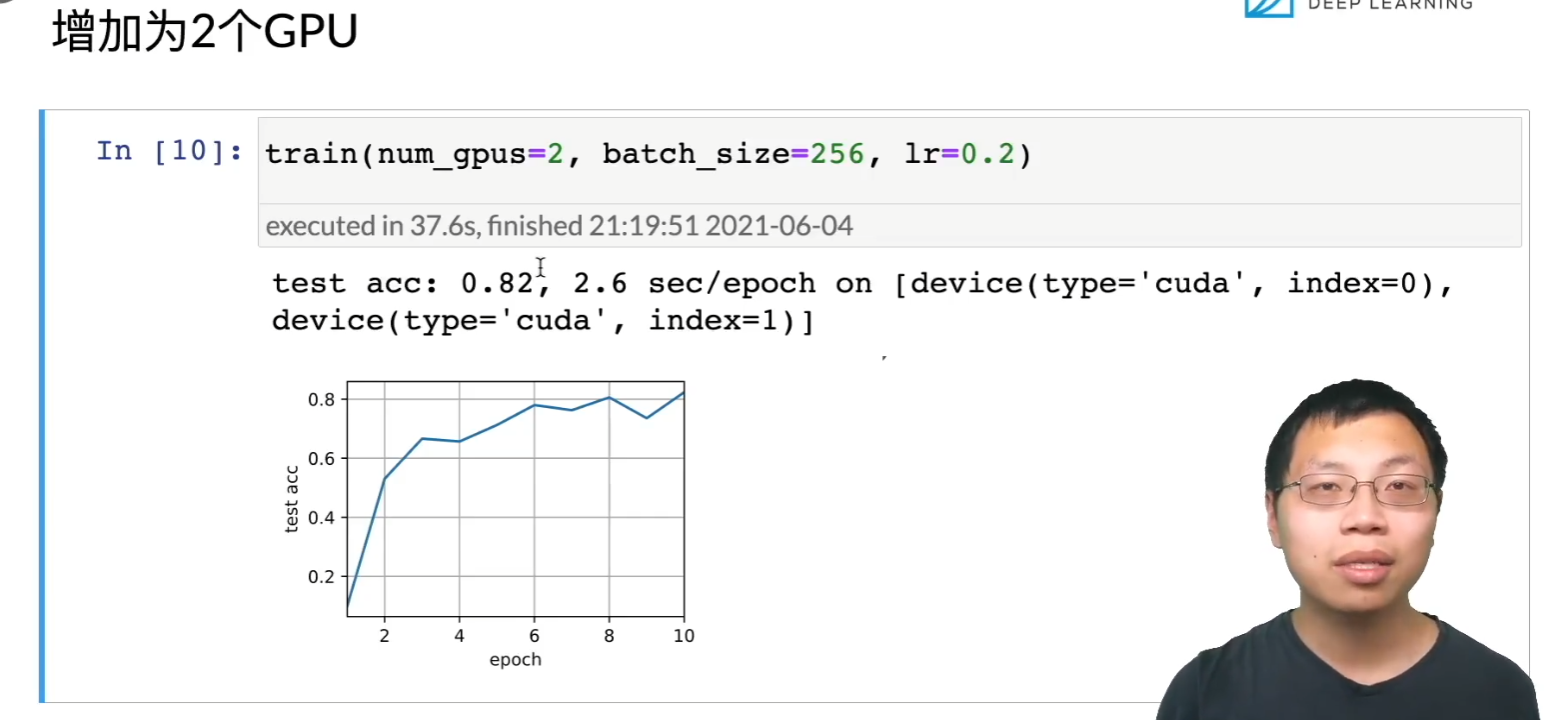 增加为2个GPU
DEEP LEARNING
In [10]: train(num_gpus=2, batch_size=256, lr=0.2)
executed in 37.6s, finished 21:19:51 2021-06-04
test acc: 0.82, 2.6 sec/epoch on [device(type='cuda', index=0),
device(type='cuda', index=1)]
0.8
0.6
0.4
0.2
test acc
2 4 6 8 10
epoch